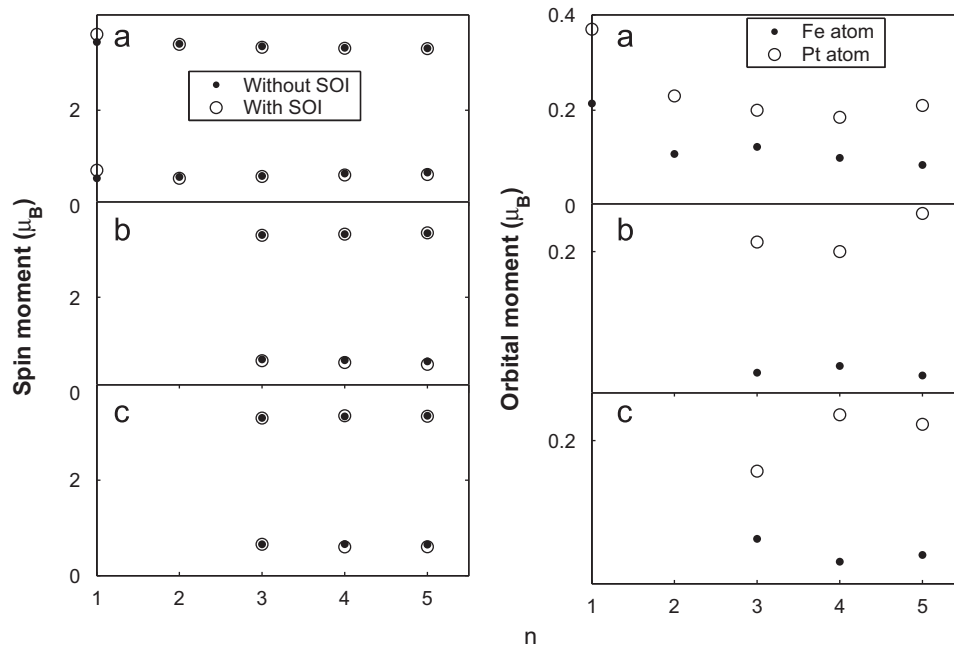 a
Without SOI
With SOI
2
0
b
2
0
c
2
0
1 2 3 4 5
Spin moment (μB)
0.4
a
Fe atom
Pt atom
0.2
0
b
0.2
c
0.2
1 2 3 4 5
Orbital moment (μB)
n